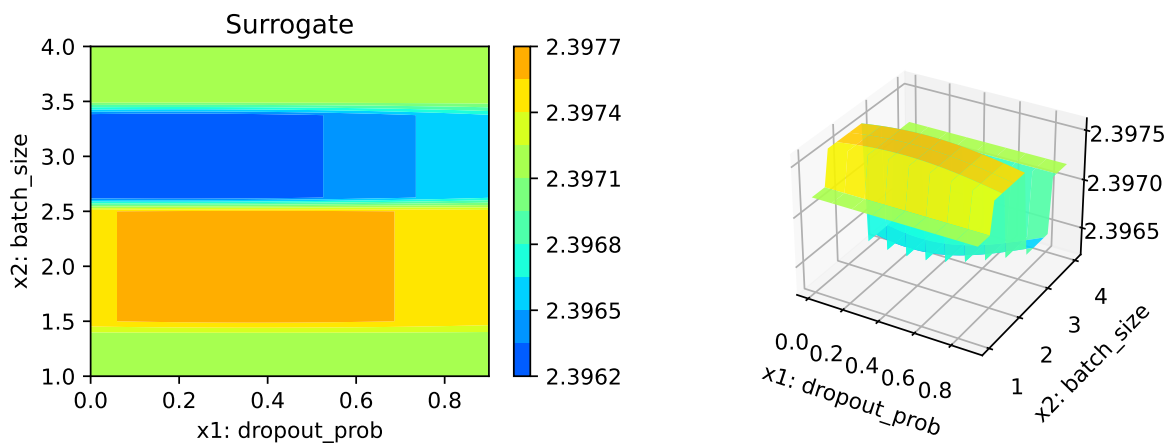 Surrogate
4.0
3.5
3.0
2.5
2.0
1.5
1.0
x2: batch_size
0.0 0.2 0.4 0.6 0.8
x1: dropout_prob
2.3977
2.3974
2.3971
2.3968
2.3965
2.3962
2.3975
2.3970
2.3965
0.0 0.2 0.4 0.6 0.8
x1: dropout_prob
1 2 3 4
x2: batch_size